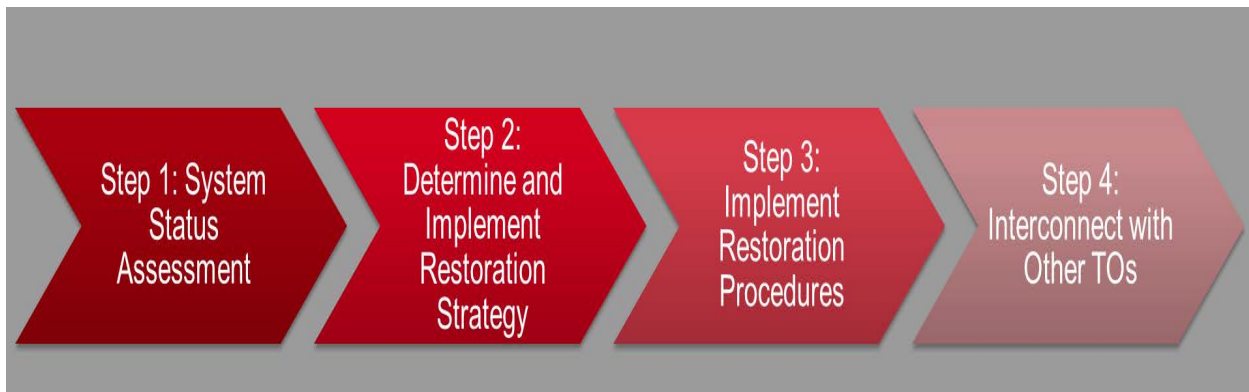 Step 1: System
Status
Assessment
Step 2:
Determine and
Implement
Restoration
Strategy
Step 3:
Implement
Restoration
Procedures
Step 4:
Interconnect with
Other TOs